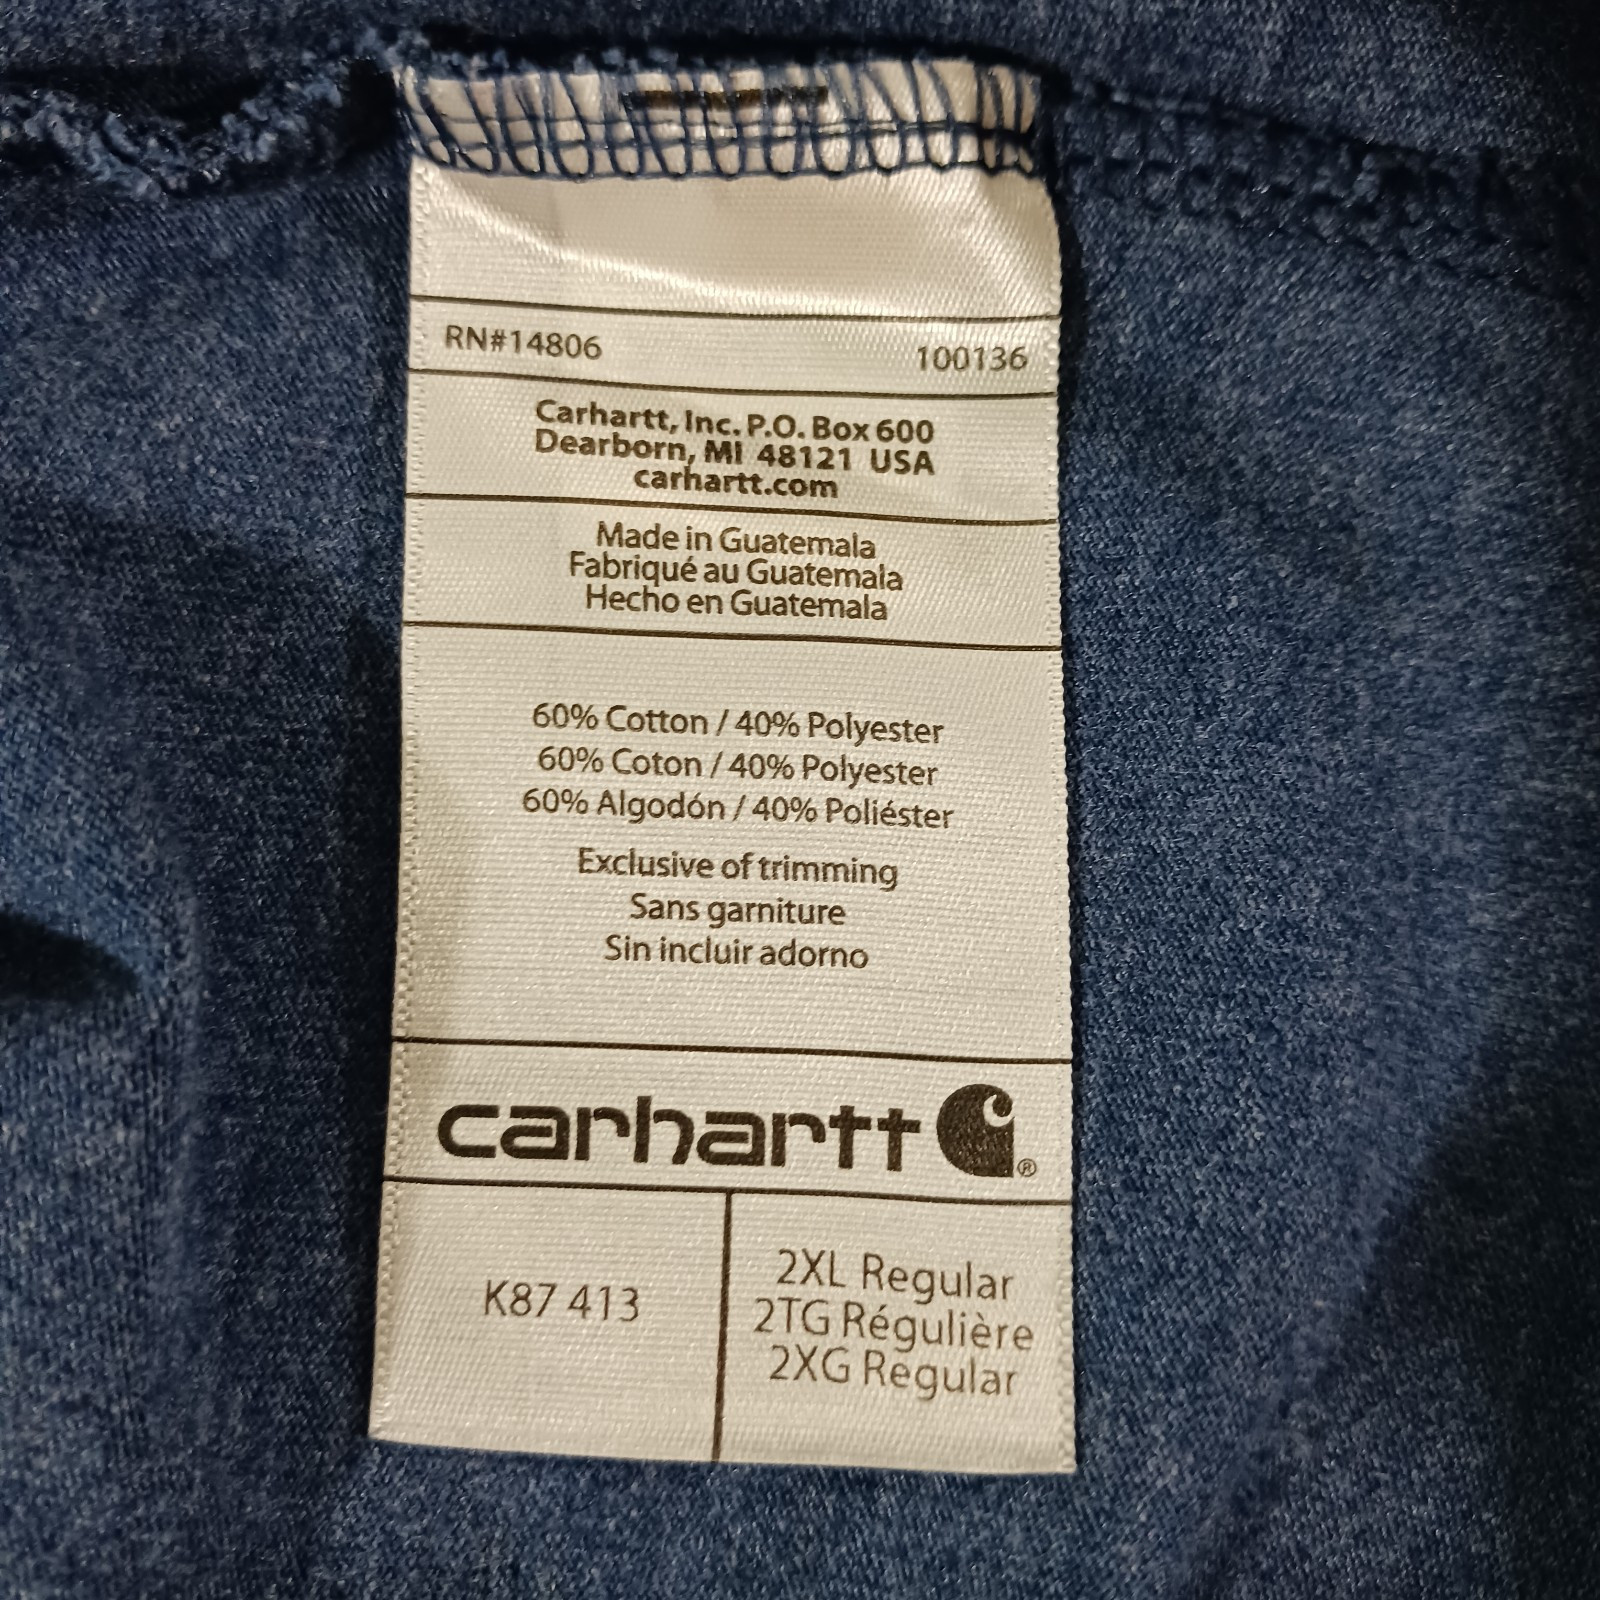 RN#14806 100136
Carhartt, Inc. P.O. Box 600
Dearborn, MI 48121 USA
carhartt.com
Made in Guatemala
Fabriqué au Guatemala
Hecho en Guatemala
60% Cotton / 40% Polyester
60% Coton / 40% Polyester
60% Algodón / 40% Poliéster
Exclusive of trimming
Sans garniture
Sin incluir adorno
carhartt ®
K87 413
2XL Regular
2TG Régulière
2XG Regular